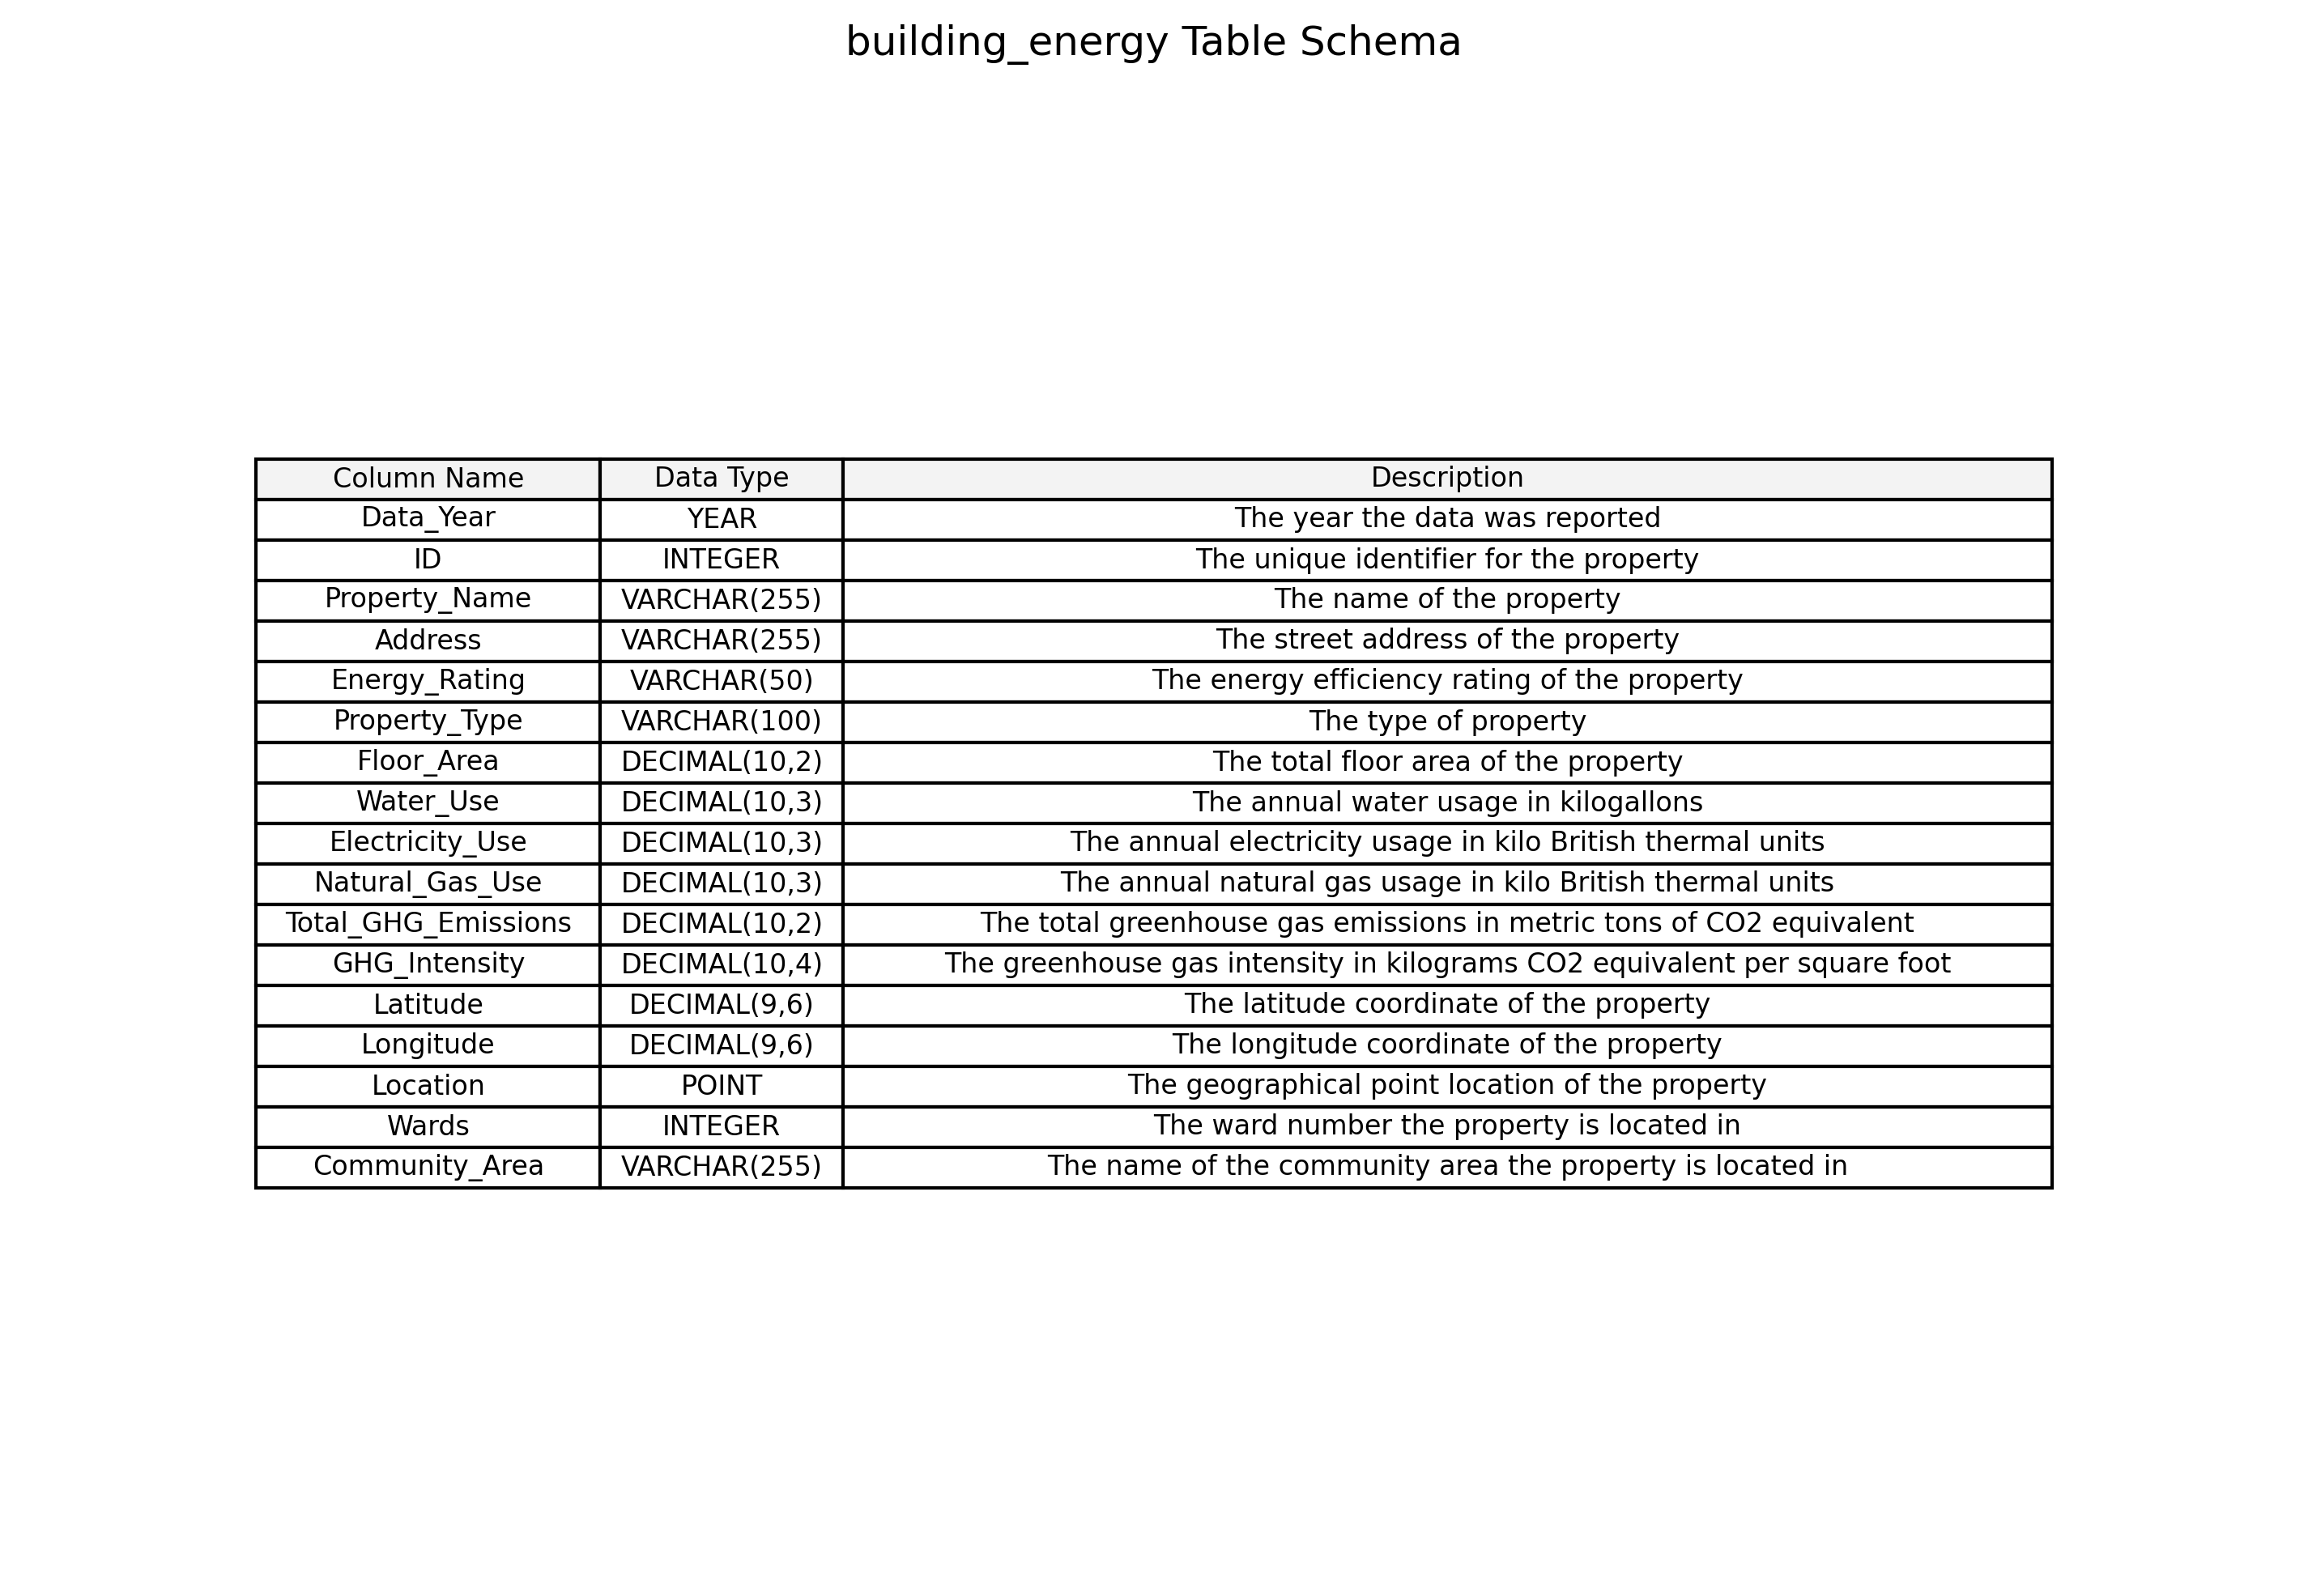 building_energy Table Schema
Column Name Data Type Description
Data_Year YEAR The year the data was reported
ID INTEGER The unique identifier for the property
Property_Name VARCHAR(255) The name of the property
Address VARCHAR(255) The street address of the property
Energy_Rating VARCHAR(50) The energy efficiency rating of the property
Property_Type VARCHAR(100) The type of property
Floor_Area DECIMAL(10,2) The total floor area of the property
Water_Use DECIMAL(10,3) The annual water usage in kilogallons
Electricity_Use DECIMAL(10,3) The annual electricity usage in kilo British thermal units
Natural_Gas_Use DECIMAL(10,3) The annual natural gas usage in kilo British thermal units
Total_GHG_Emissions DECIMAL(10,2) The total greenhouse gas emissions in metric tons of CO2 equivalent
GHG_Intensity DECIMAL(10,4) The greenhouse gas intensity in kilograms CO2 equivalent per square foot
Latitude DECIMAL(9,6) The latitude coordinate of the property
Longitude DECIMAL(9,6) The longitude coordinate of the property
Location POINT The geographical point location of the property
Wards INTEGER The ward number the property is located in
Community_Area VARCHAR(255) The name of the community area the property is located in